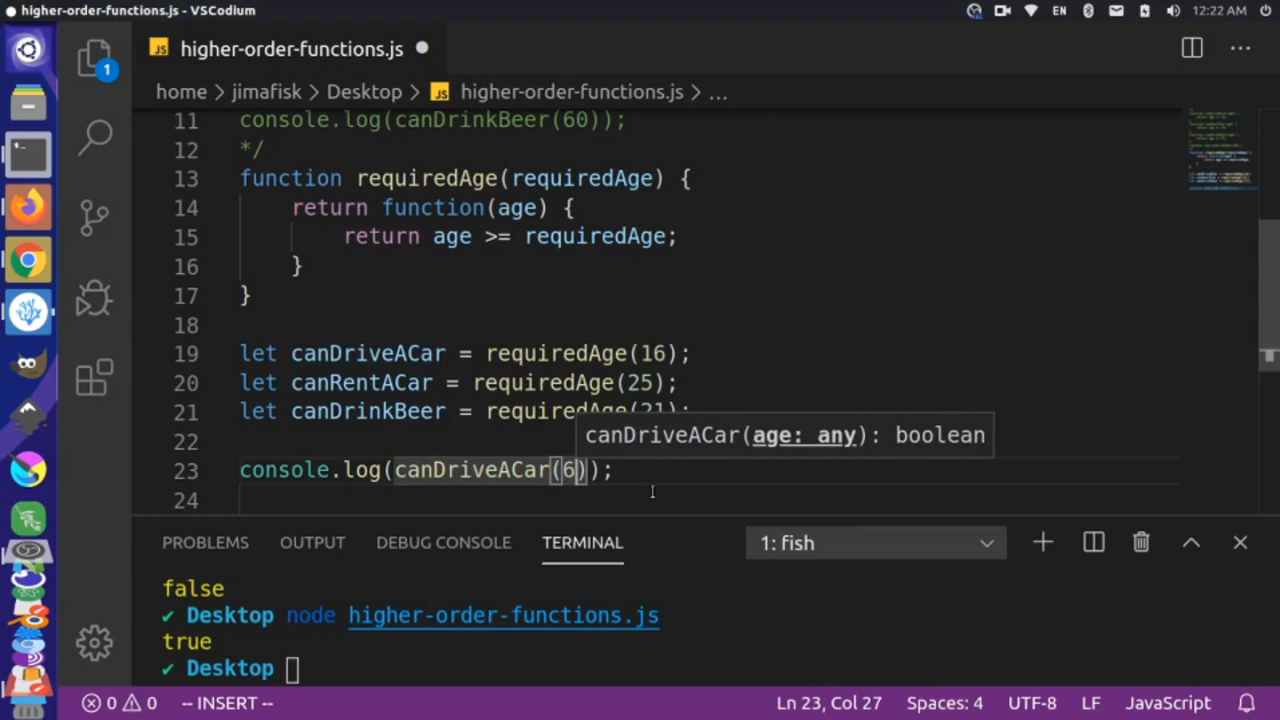 higher-order-functions.js - VSCodium
EN
12:22 AM
JS higher-order-functions.js
1
home > jimafisk > Desktop > JS higher-order-functions.js > ...
11 console.log(canDrinkBeer(60));
12 */
13 function requiredAge(requiredAge) {
14 return function(age) {
15 return age >= requiredAge;
16 }
17 }
18
19 let canDriveACar = requiredAge(16);
20 let canRentACar = requiredAge(25);
21 let canDrinkBeer = requiredAge(21);
canDriveACar(age: any): boolean
22
23 console.log(canDriveACar(6));
24
PROBLEMS OUTPUT DEBUG CONSOLE TERMINAL 1: fish
false
✔ Desktop node higher-order-functions.js
true
✔ Desktop
0 0 -- INSERT -- Ln 23, Col 27 Spaces: 4 UTF-8 LF JavaScript